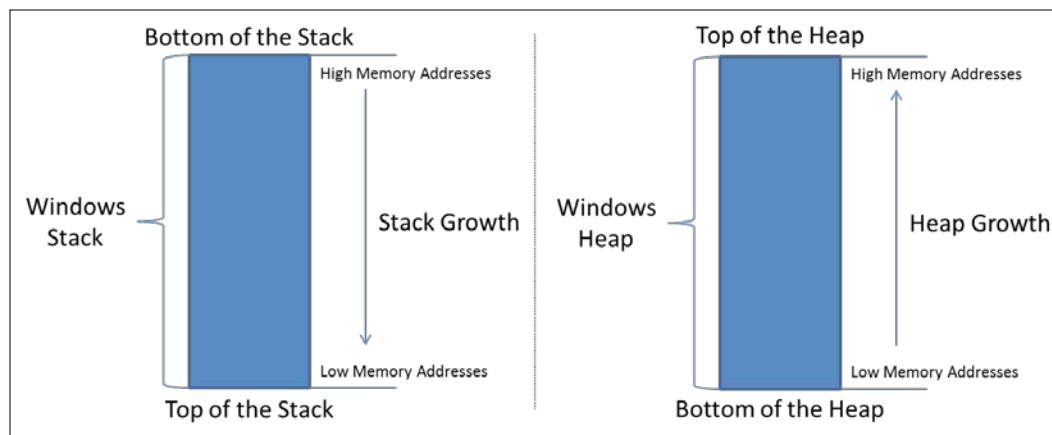 Bottom of the Stack
High Memory Addresses
Windows
Stack
Stack Growth
Low Memory Addresses
Top of the Stack
Top of the Heap
High Memory Addresses
Windows
Heap
Heap Growth
Low Memory Addresses
Bottom of the Heap